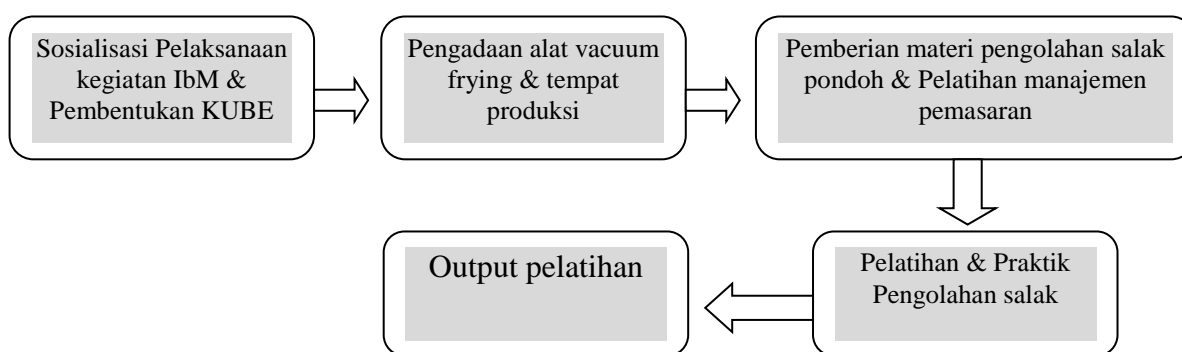 Sosialisasi Pelaksanaan
kegiatan IbM &
Pembentukan KUBE
Pengadaan alat vacuum
frying & tempat
produksi
Pemberian materi pengolahan salak
pondoh & Pelatihan manajemen
pemasaran
Pelatihan & Praktik
Pengolahan salak
Output pelatihan